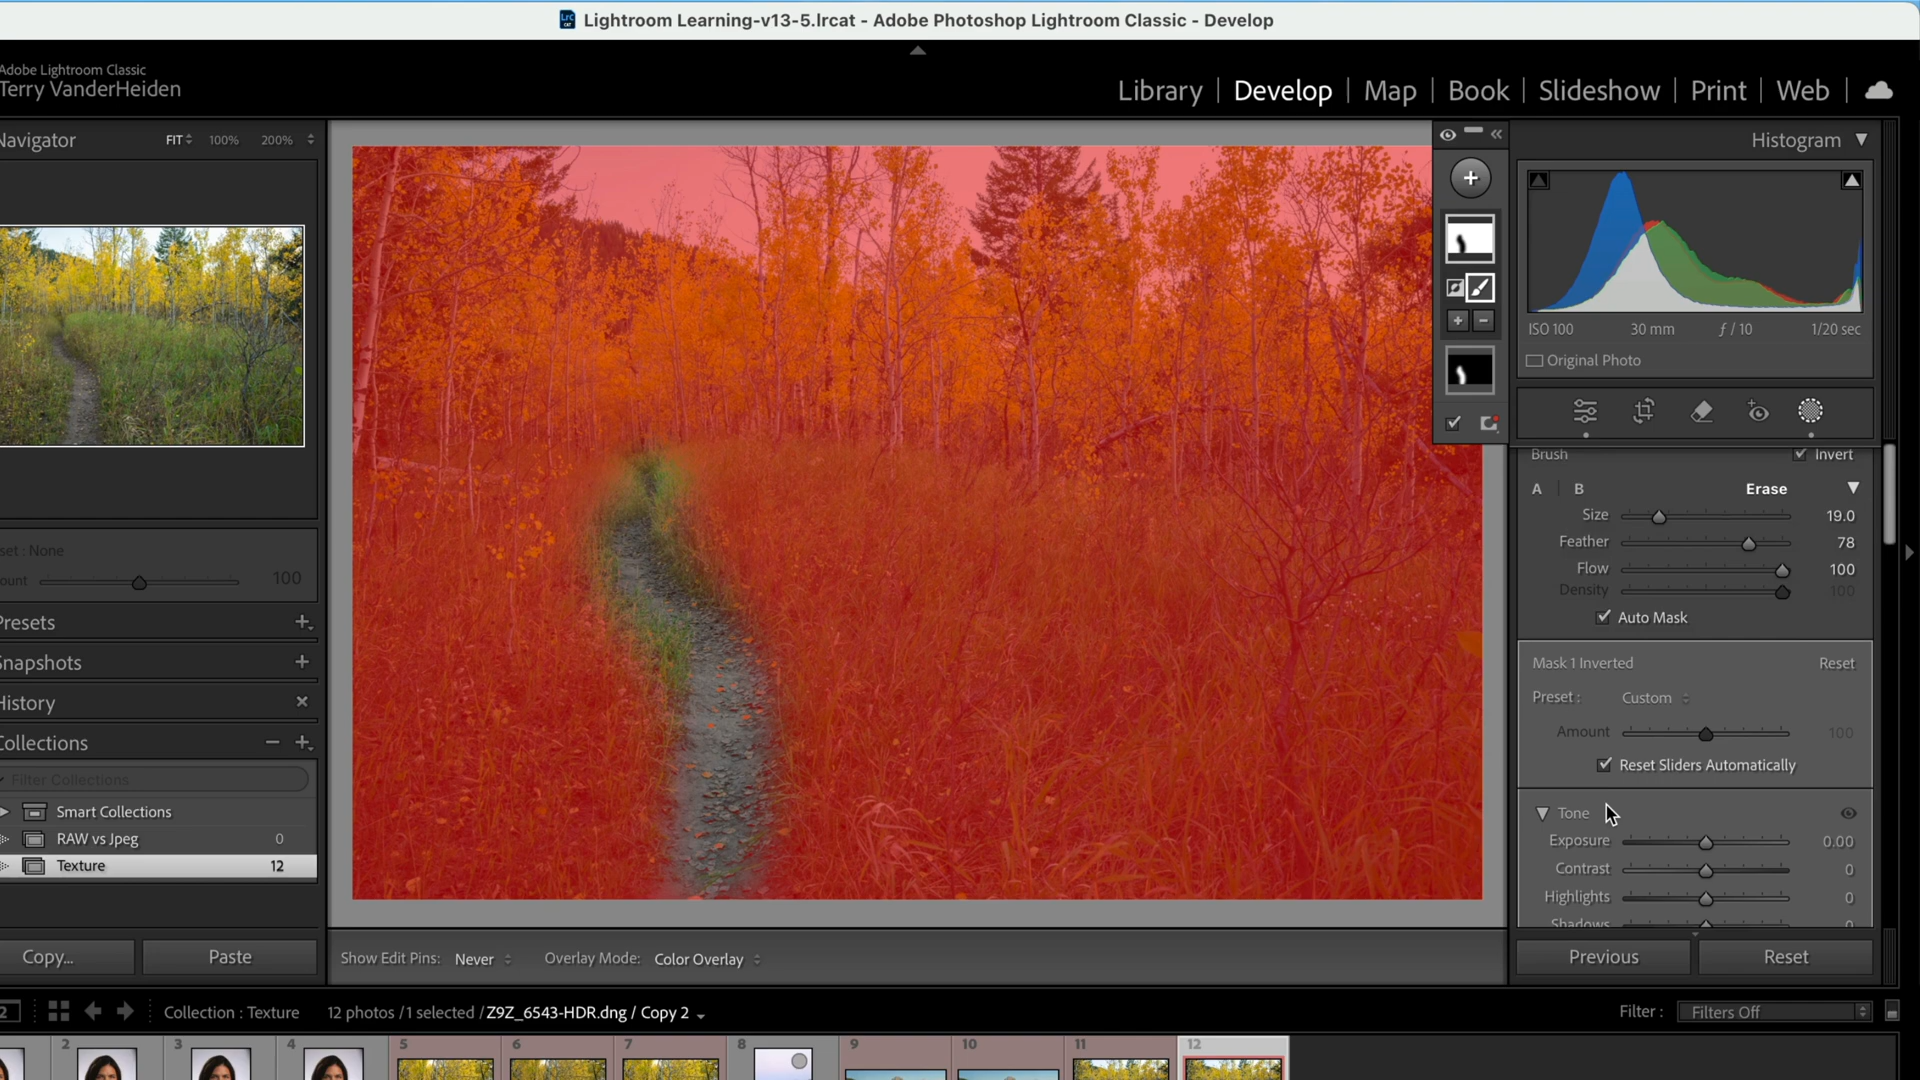 Lightroom Learning-v13-5.lrcat - Adobe Photoshop Lightroom Classic - Develop
Adobe Lightroom Classic
Terry VanderHeiden
Library | Develop | Map | Book | Slideshow | Print | Web
Navigator
FIT 100% 200%
Histogram
ISO 100 30 mm ƒ / 10 1/20 sec
Original Photo
Brush Invert
A B Erase
Size 19.0
Feather 78
Flow 100
Density 100
Auto Mask
Mask 1 Inverted Reset
Preset : Custom
Amount 100
Reset Sliders Automatically
Tone
Exposure 0.00
Contrast 0
Highlights 0
Shadows 0
set : None
ount 100
Presets
Snapshots
History
Collections
Filter Collections
Smart Collections
RAW vs Jpeg 0
Texture 12
Copy... Paste
Show Edit Pins: Never Overlay Mode: Color Overlay
Previous Reset
2 Collection : Texture 12 photos / 1 selected / Z9Z_6543-HDR.dng / Copy 2
Filter : Filters Off
2 3 4 5 6 7 8 9 10 11 12